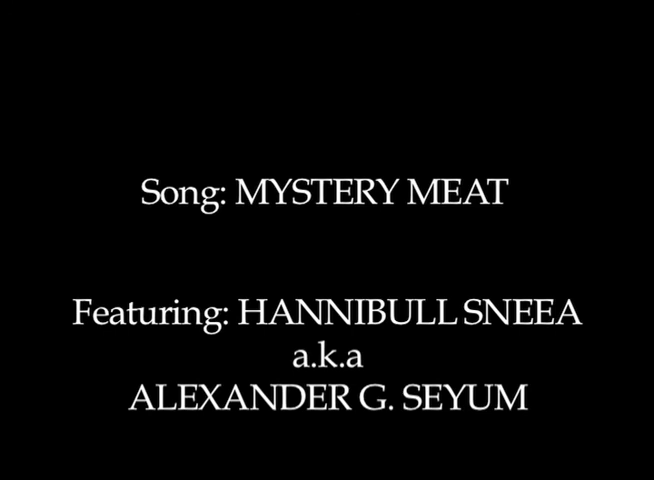 Song: MYSTERY MEAT
Featuring: HANNIBULL SNEEA
a.k.a
ALEXANDER G. SEYUM